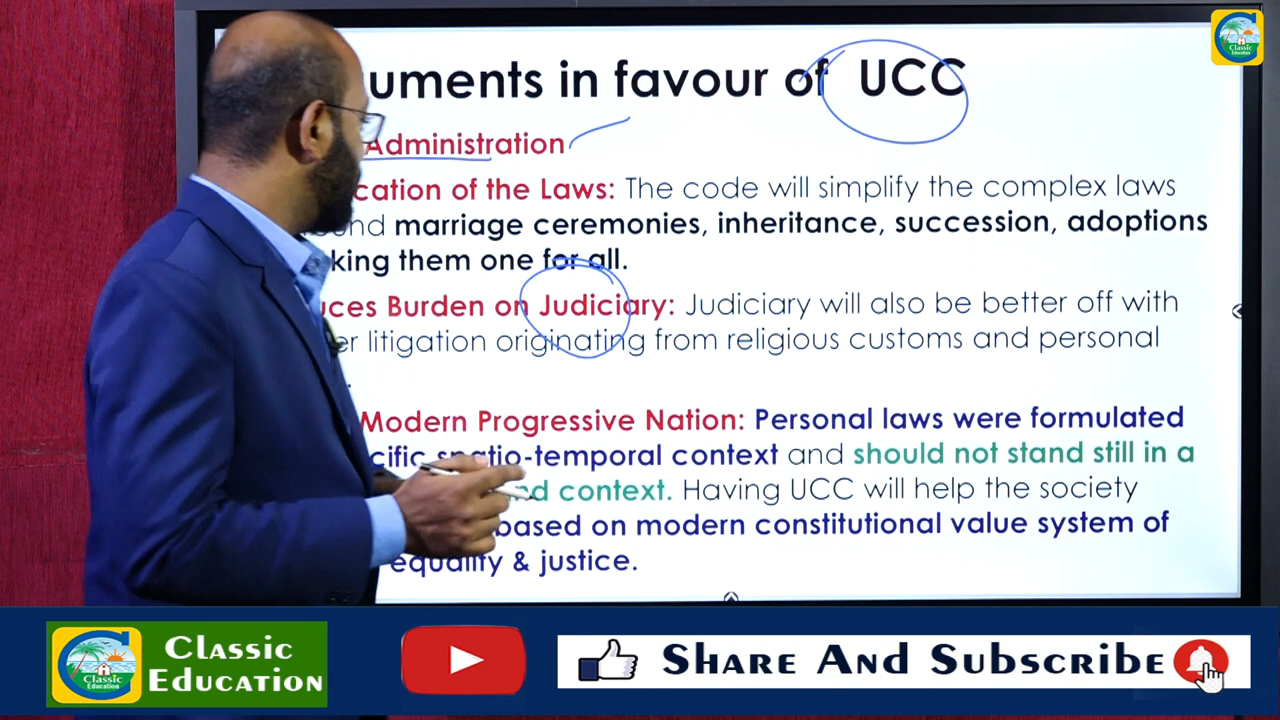 uments in favour of UCC
Administration
cation of the Laws: The code will simplify the complex laws
und marriage ceremonies, inheritance, succession, adoptions
king them one for all.
uces Burden on Judiciary: Judiciary will also be better off with
er litigation originating from religious customs and personal
Modern Progressive Nation: Personal laws were formulated
cific spatio-temporal context and should not stand still in a
nd context. Having UCC will help the society
based on modern constitutional value system of
equality & justice.
Classic
Education
Classic
Education
Classic
Education
Share And Subscribe